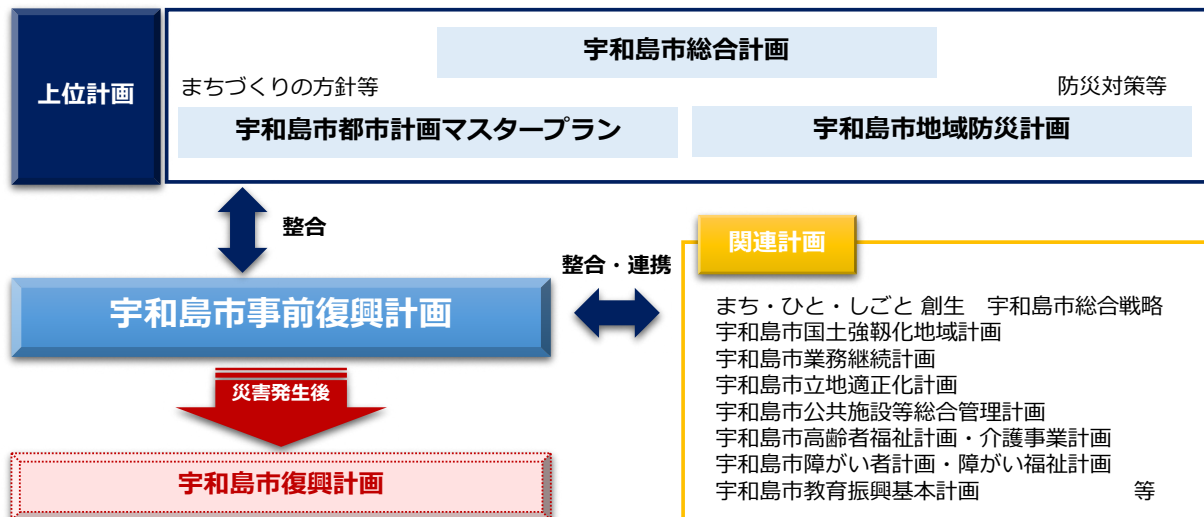 上位計画
宇和島市総合計画
まちづくりの方針等
防災対策等
宇和島市都市計画マスタープラン
宇和島市地域防災計画
整合
整合・連携
関連計画
宇和島市事前復興計画
まち・ひと・しごと 創生　宇和島市総合戦略
宇和島市国土強靱化地域計画
宇和島市業務継続計画
宇和島市立地適正化計画
宇和島市公共施設等総合管理計画
宇和島市高齢者福祉計画・介護事業計画
宇和島市障がい者計画・障がい福祉計画
宇和島市教育振興基本計画　　　　　　等
災害発生後
宇和島市復興計画